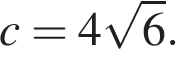 c = 4√6.